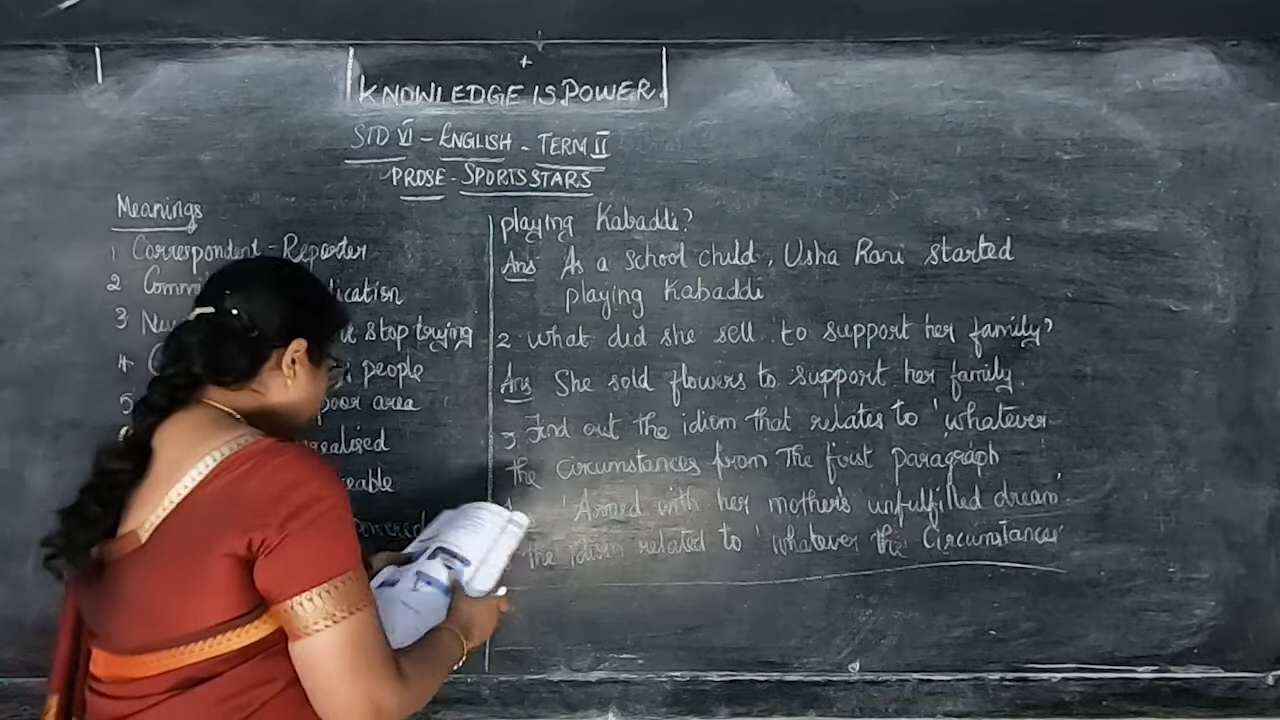 KNOWLEDGE IS POWER.
STD VI - ENGLISH - TERM II
PROSE - SPORTS STARS
Meanings
1 Correspondent - Reporter
2
3 stop trying
4 people
5 poor area
realised
playing Kabaddi?
Ans As a school child, Usha Rani started
playing Kabaddi
2. What did she sell to support her family?
Ans She sold flowers to support her family.
3. Find out the idiom that relates to 'whatever
the circumstances from the first paragraph
'Armed with her mother's unfulfilled dream'
the idiom related to 'whatever the circumstances'